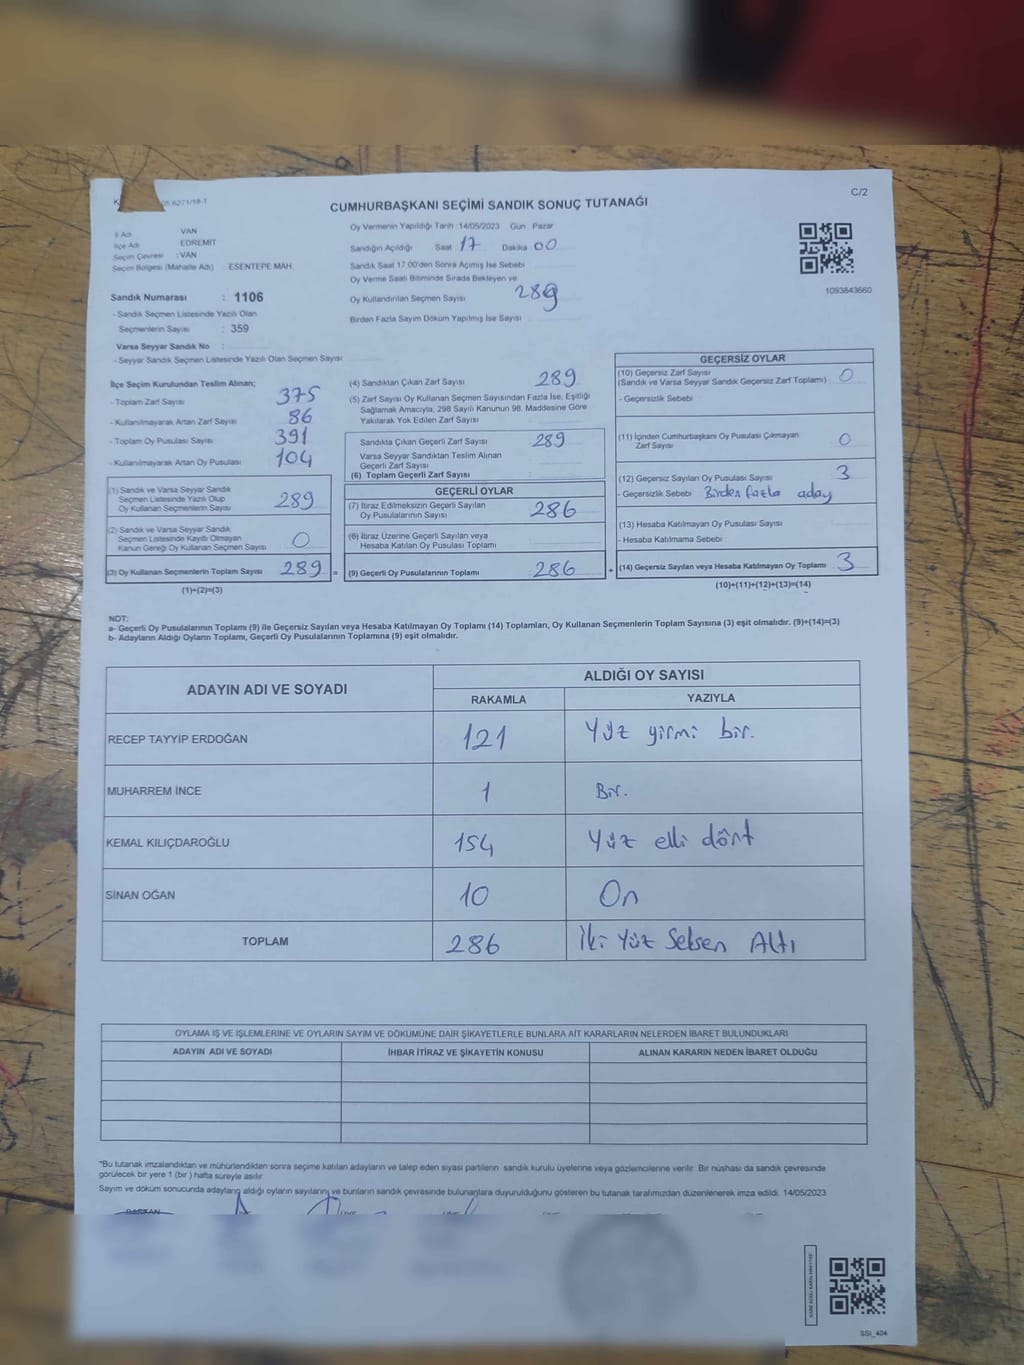 C/2
05.6271/18-1
CUMHURBAŞKANI SEÇİMİ SANDIK SONUÇ TUTANAĞI
İl Adı VAN
İlçe Adı EDREMİT
Seçim Çevresi : VAN
Seçim Bölgesi (Mahalle Adı) ESENTEPE MAH.
Sandık Numarası : 1106
- Sandık Seçmen Listesinde Yazılı Olan
Seçmenlerin Sayısı : 359
Varsa Seyyar Sandık No :
- Seyyar Sandık Seçmen Listesinde Yazılı Olan Seçmen Sayısı
Oy Vermenin Yapıldığı Tarih :14/05/2023 Gün : Pazar
Sandığın Açıldığı Saat 17 Dakika 00
Sandık Saat 17:00'den Sonra Açımış İse Sebebi
Oy Verme Saati Bitiminde Sırada Bekleyen ve
Oy Kullandırılan Seçmen Sayısı 289
Birden Fazla Sayım Döküm Yapılmış İse Sayısı
1093843660
İlçe Seçim Kurulundan Teslim Alınan;
- Toplam Zarf Sayısı 375
- Kullanılmayarak Artan Zarf Sayısı 86
- Toplam Oy Pusulası Sayısı 391
- Kullanılmayarak Artan Oy Pusulası 104
(1) Sandık ve Varsa Seyyar Sandık
Seçmen Listesinde Yazılı Olup
Oy Kullanan Seçmenlerin Sayısı 289
(2) Sandık ve Varsa Seyyar Sandık
Seçmen Listesinde Kayıtlı Olmayan
Kanun Gereği Oy Kullanan Seçmen Sayısı 0
(3) Oy Kullanan Seçmenlerin Toplam Sayısı 289 =
(1)+(2)=(3)
(4) Sandıktan Çıkan Zarf Sayısı 289
(5) Zarf Sayısı Oy Kullanan Seçmen Sayısından Fazla İse, Eşitliği
Sağlamak Amacıyla, 298 Sayılı Kanunun 98. Maddesine Göre
Yakılarak Yok Edilen Zarf Sayısı
Sandıkta Çıkan Geçerli Zarf Sayısı 289
Varsa Seyyar Sandıktan Teslim Alınan
Geçerli Zarf Sayısı
(6) Toplam Geçerli Zarf Sayısı
GEÇERLİ OYLAR
(7) İtiraz Edilmeksizin Geçerli Sayılan
Oy Pusulalarının Sayısı 286
(8) İtiraz Üzerine Geçerli Sayılan veya
Hesaba Katılan Oy Pusulası Toplamı
(9) Geçerli Oy Pusulalarının Toplamı 286 +
GEÇERSİZ OYLAR
(10) Geçersiz Zarf Sayısı
(Sandık ve Varsa Seyyar Sandık Geçersiz Zarf Toplamı) 0
- Geçersizlik Sebebi
(11) İçinden Cumhurbaşkanı Oy Pusulası Çıkmayan
Zarf Sayısı 0
(12) Geçersiz Sayılan Oy Pusulası Sayısı 3
- Geçersizlik Sebebi Birden fazla aday
(13) Hesaba Katılmayan Oy Pusulası Sayısı
- Hesaba Katılmama Sebebi
(14) Geçersiz Sayılan veya Hesaba Katılmayan Oy Toplamı 3
(10)+(11)+(12)+(13)=(14)
NOT:
a- Geçerli Oy Pusulalarının Toplamı (9) ile Geçersiz Sayılan veya Hesaba Katılmayan Oy Toplamı (14) Toplamları, Oy Kullanan Seçmenlerin Toplam Sayısına (3) eşit olmalıdır. (9)+(14)=(3)
b- Adayların Aldığı Oyların Toplamı, Geçerli Oy Pusulalarının Toplamına (9) eşit olmalıdır.
ADAYIN ADI VE SOYADI
ALDIĞI OY SAYISI
RAKAMLA YAZIYLA
RECEP TAYYİP ERDOĞAN 121 Yüz yirmi bir.
MUHARREM İNCE 1 Bir.
KEMAL KILIÇDAROĞLU 154 Yüz elli dört
SİNAN OĞAN 10 On
TOPLAM 286 İki Yüz Seksen Altı
OYLAMA İŞ VE İŞLEMLERİNE VE OYLARIN SAYIM VE DÖKÜMÜNE DAİR ŞİKAYETLERLE BUNLARA AİT KARARLARIN NELERDEN İBARET BULUNDUKLARI
ADAYIN ADI VE SOYADI İHBAR İTİRAZ VE ŞİKAYETİN KONUSU ALINAN KARARIN NEDEN İBARET OLDUĞU
"Bu tutanak imzalandıktan ve mühürlendikten sonra seçime katılan adayların ve talep eden siyasi partilerin sandık kurulu üyelerine veya gözlemcilerine verilir. Bir nüshası da sandık çevresinde
görülecek bir yere 1 (bir ) hafta süreyle asılır.
Sayım ve döküm sonucunda adayların aldığı oyların sayılarını ve bunların sandık çevresinde bulunanlara duyurulduğunu gösteren bu tutanak tarafımızdan düzenlenerek imza edildi. 14/05/2023
BAŞKAN
SSI_404